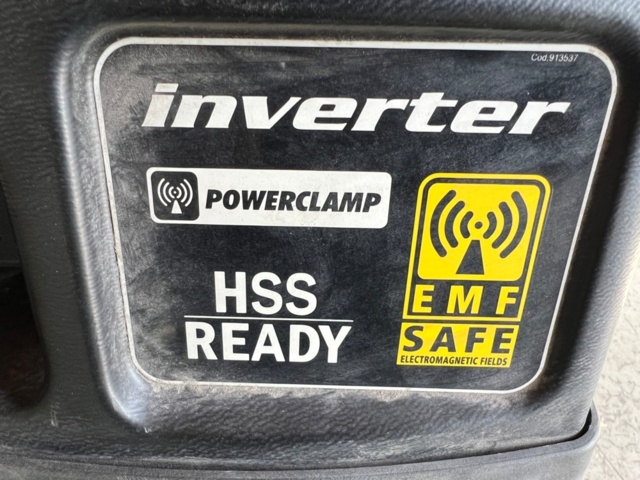 Cod.913537
inverter
POWERCLAMP
HSS
READY
EMF
SAFE
ELECTROMAGNETIC FIELDS